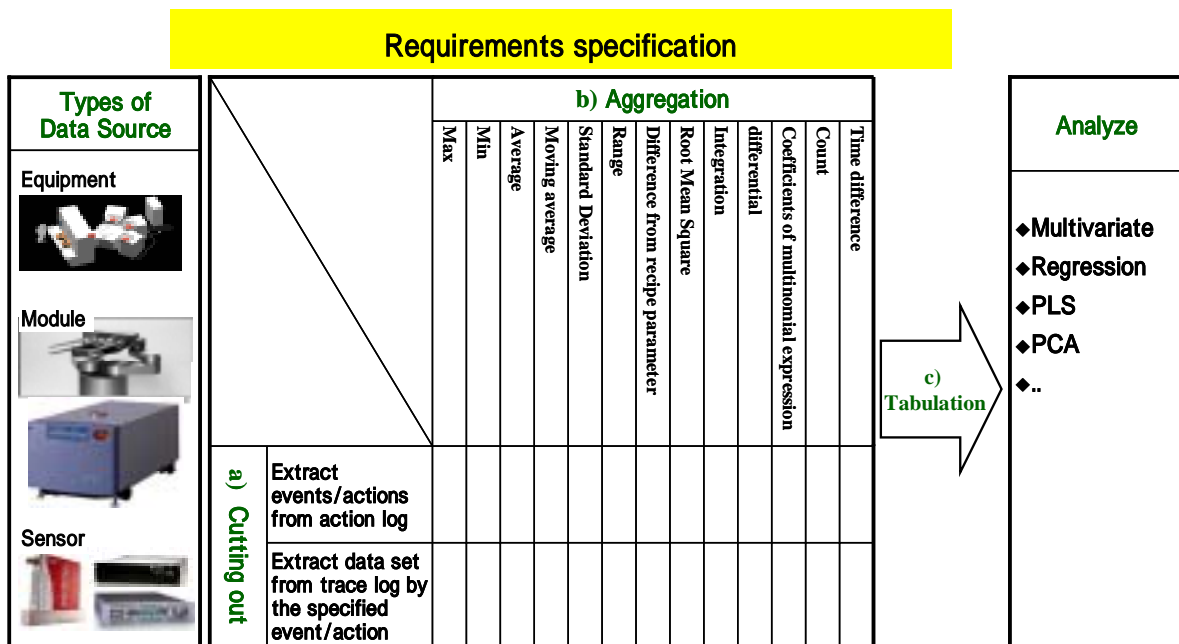 Requirements specification
Types of
Data Source
Equipment
Module
Sensor
b) Aggregation
Max
Min
Average
Moving average
Standard Deviation
Range
Difference from recipe parameter
Root Mean Square
Integration
differential
Coefficients of multinomial expression
Count
Time difference
a) Cutting out
Extract
events/actions
from action log
Extract data set
from trace log by
the specified
event/action
c)
Tabulation
Analyze
◆Multivariate
◆Regression
◆PLS
◆PCA
◆..